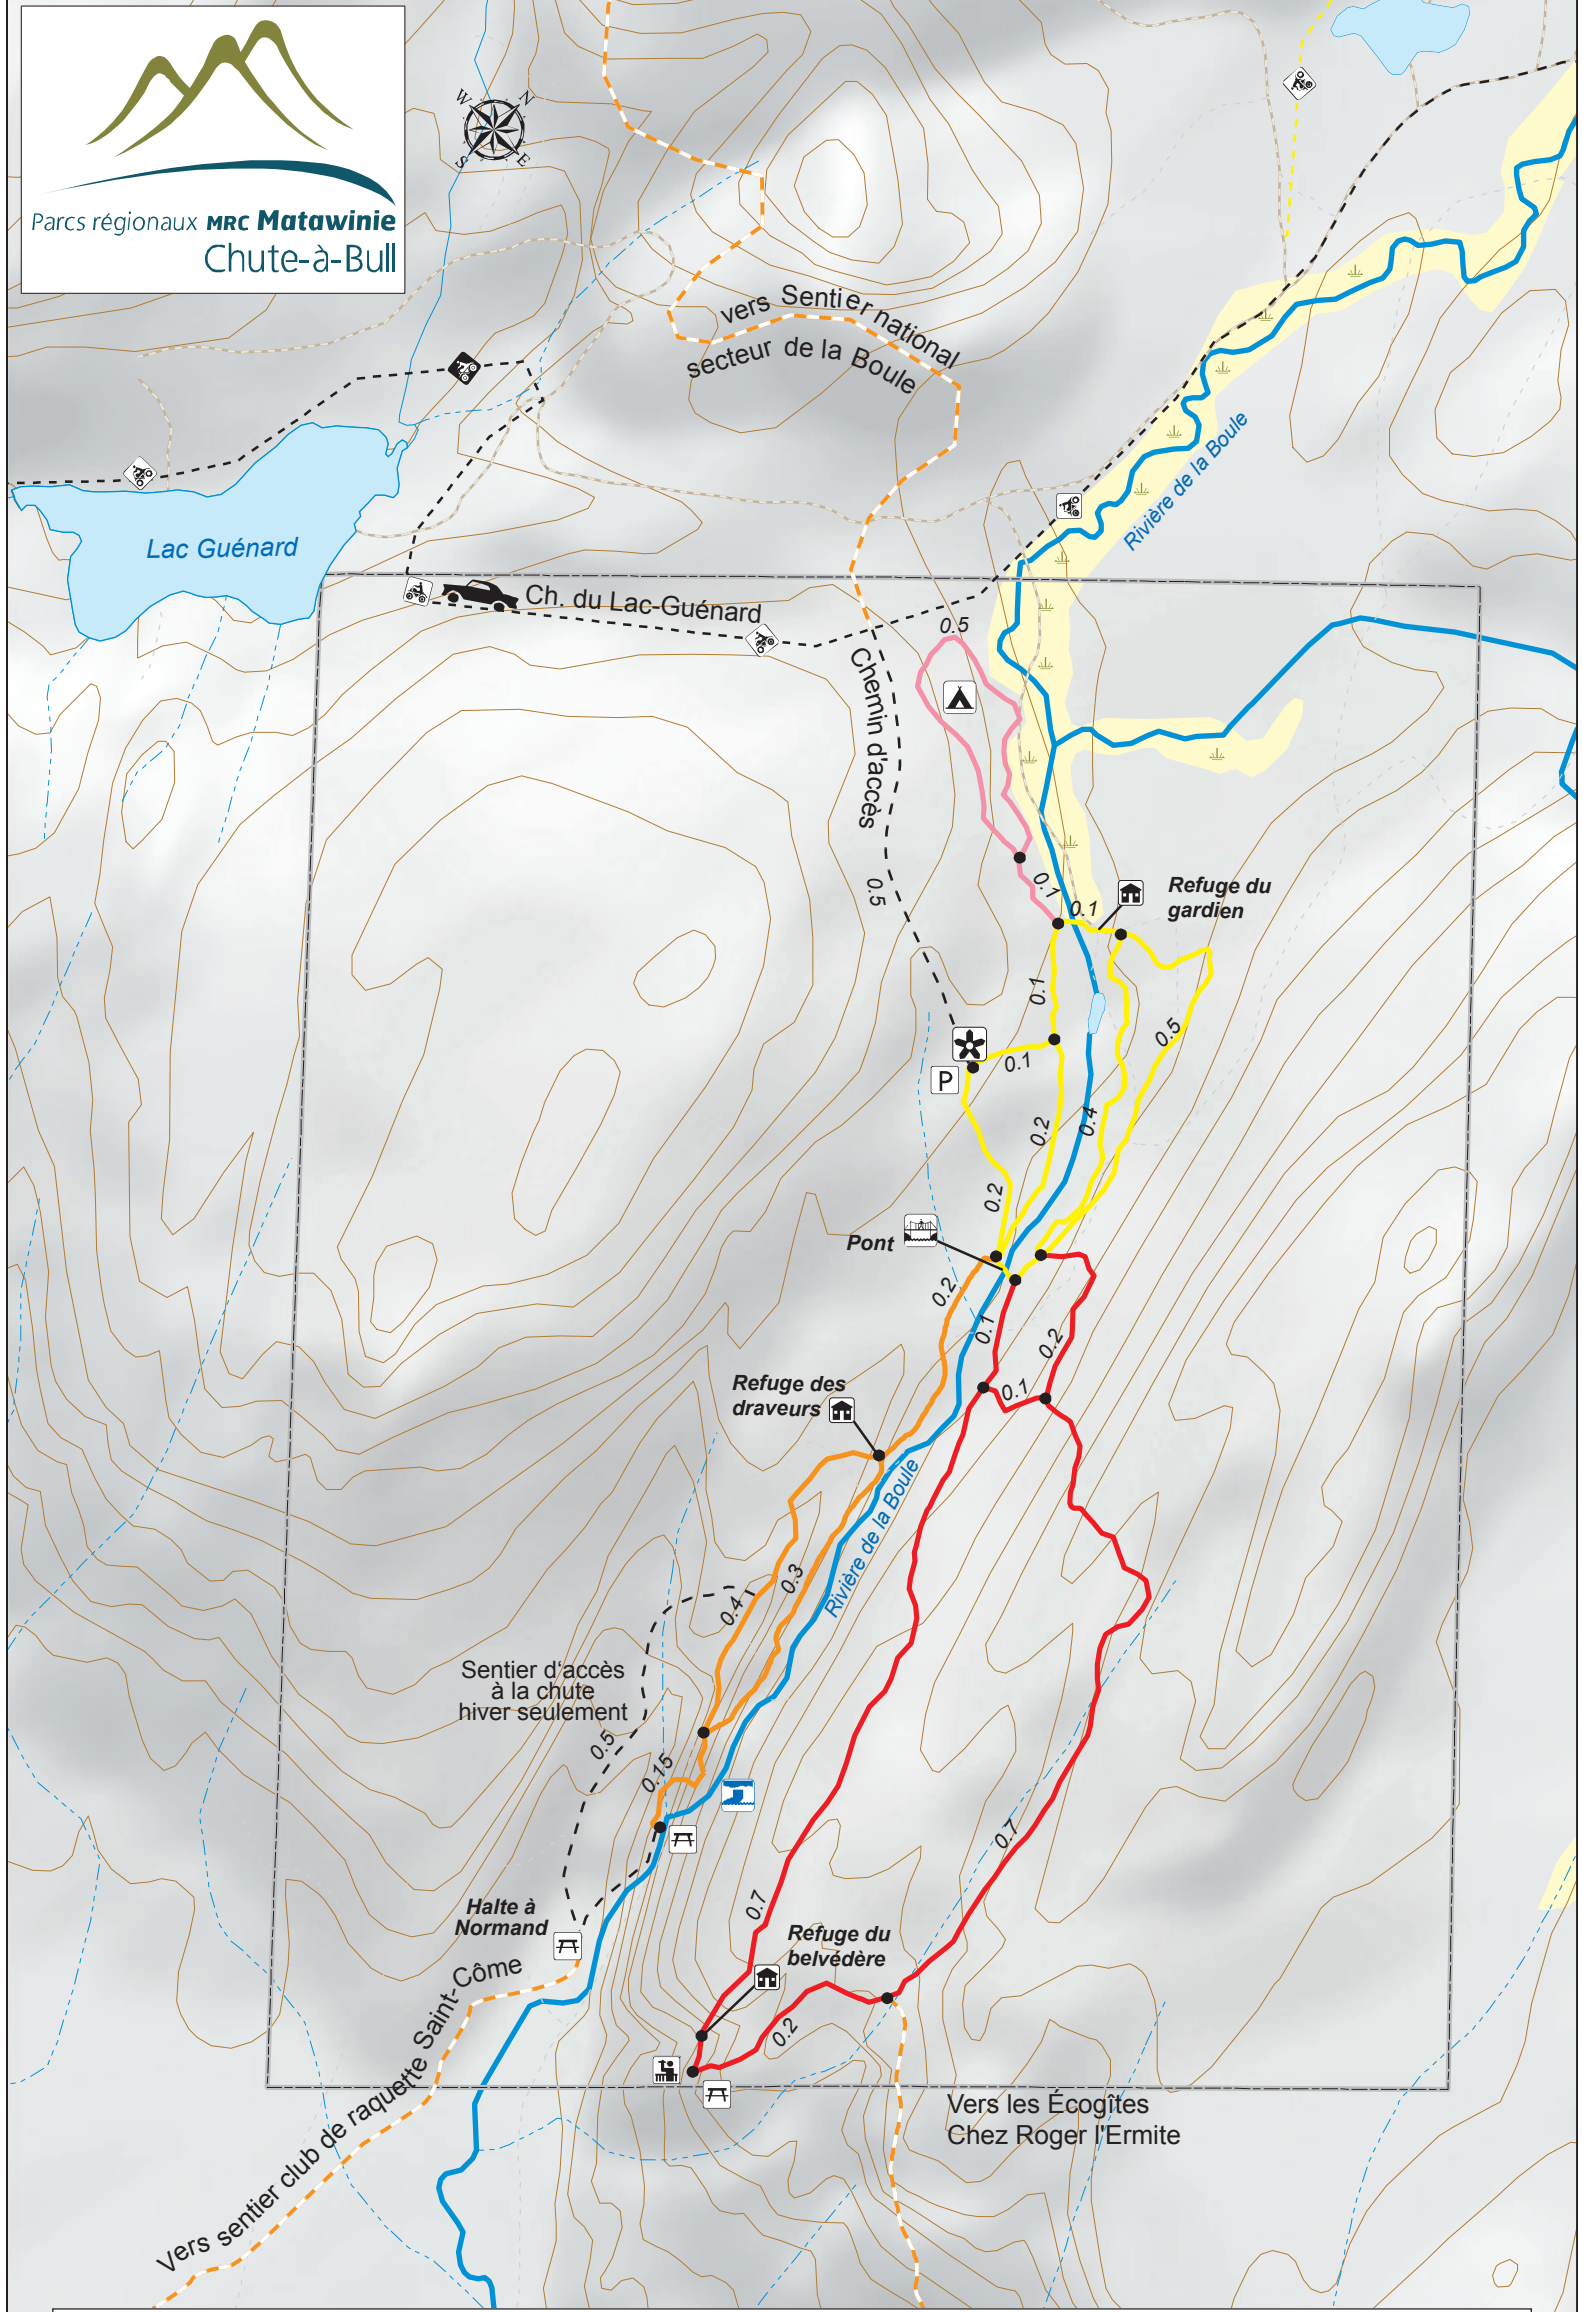 Parcs régionaux MRC Matawinie
Chute-à-Bull
W
N
S
E
vers Sentier national
secteur de la Boule
Rivière de la Boule
Lac Guénard
Ch. du Lac-Guénard
0.5
Chemin d'accès
0.5
0.1
0.1
Refuge du
gardien
0.1
0.5
0.1
P
0.4
0.2
0.2
Pont
0.2
0.1
0.2
0.1
Refuge des
draveurs
Rivière de la Boule
0.3
0.4
Sentier d'accès
à la chute
hiver seulement
0.5
0.15
0.7
0.7
Halte à
Normand
Refuge du
belvédère
0.2
Vers sentier club de raquette Saint-Côme
Vers les Écogîtes
Chez Roger l'Ermite